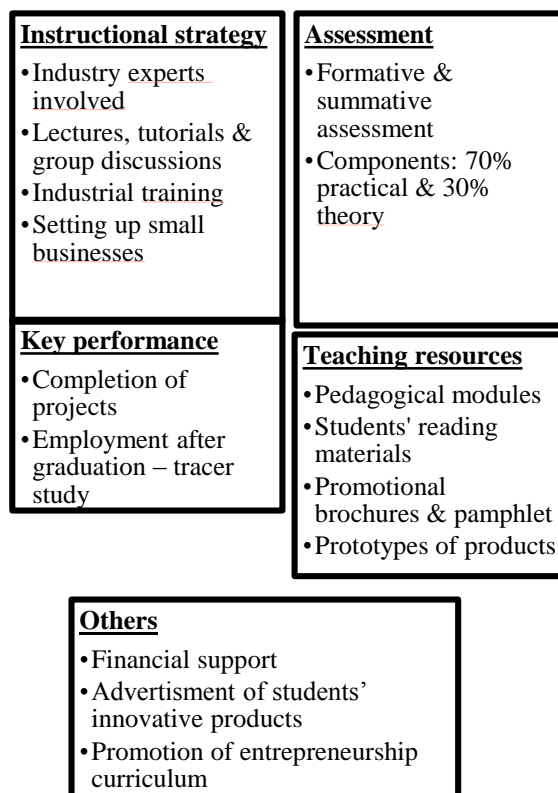 Instructional strategy
•Industry experts
involved
•Lectures, tutorials &
group discussions
•Industrial training
•Setting up small
businesses
Assessment
•Formative &
summative
assessment
•Components: 70%
practical & 30%
theory
Key performance
•Completion of
projects
•Employment after
graduation – tracer
study
Teaching resources
•Pedagogical modules
•Students' reading
materials
•Promotional
brochures & pamphlet
•Prototypes of products
Others
•Financial support
•Advertisment of students’
innovative products
•Promotion of entrepreneurship
curriculum